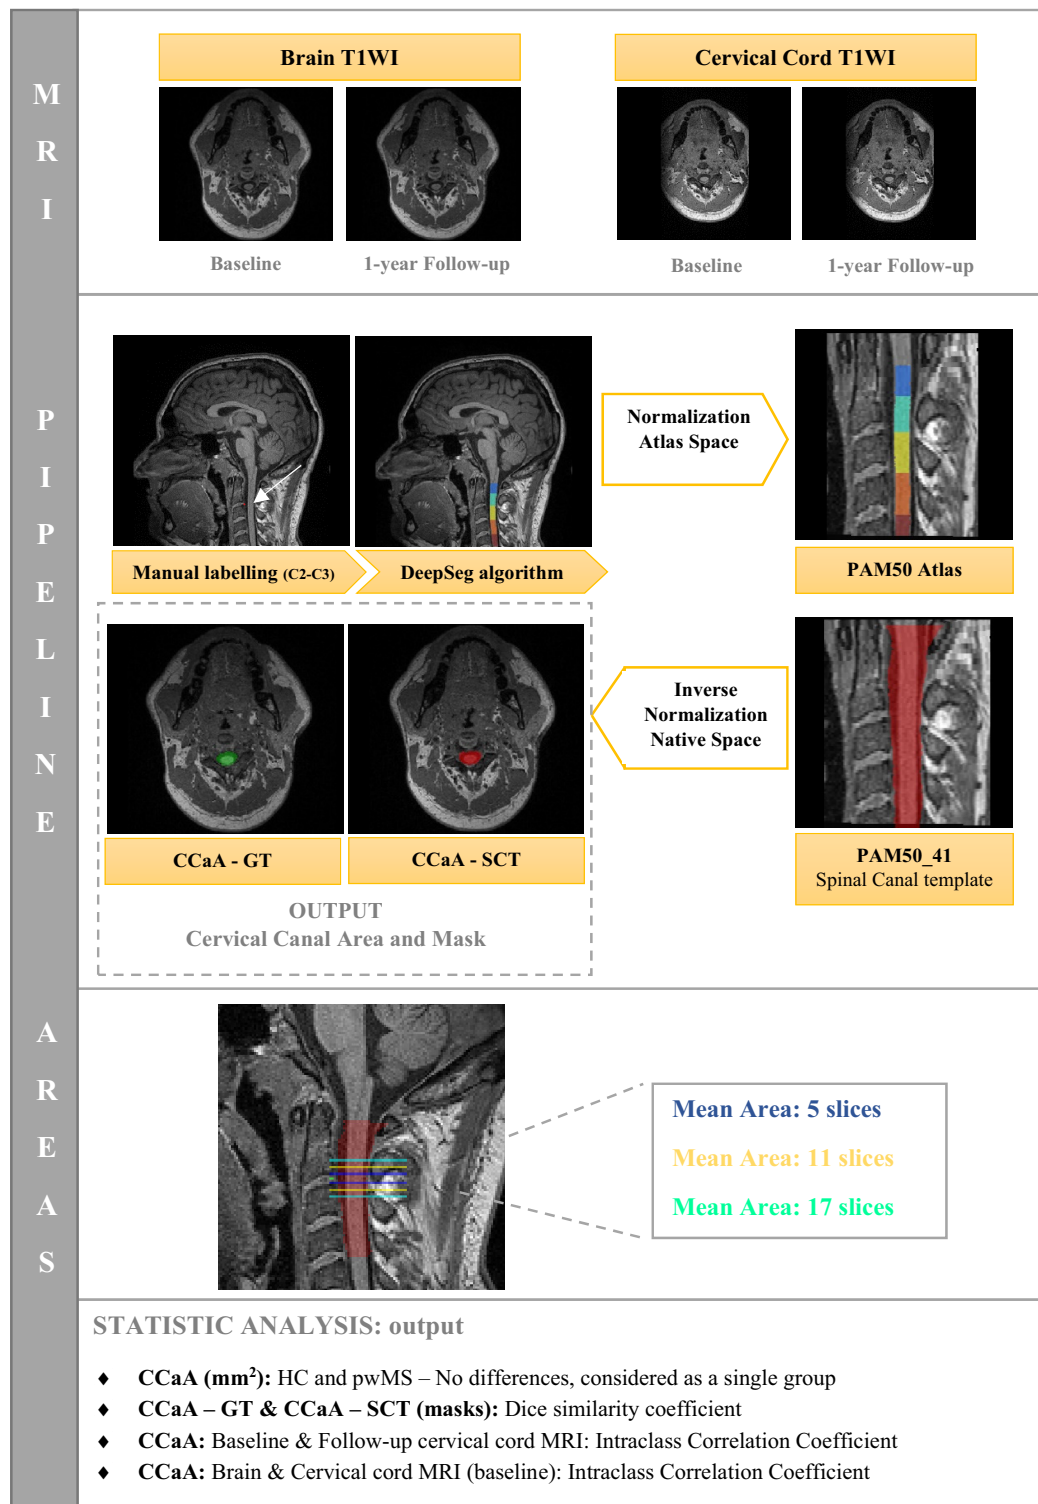 MRI
Brain T1WI
Cervical Cord T1WI
Baseline
1-year Follow-up
Baseline
1-year Follow-up
PIPELINE
Manual labelling (C2-C3)
DeepSeg algorithm
Normalization
Atlas Space
PAM50 Atlas
Inverse
Normalization
Native Space
PAM50_41
Spinal Canal template
CCaA - GT
CCaA - SCT
OUTPUT
Cervical Canal Area and Mask
AREAS
Mean Area: 5 slices
Mean Area: 11 slices
Mean Area: 17 slices
STATISTIC ANALYSIS: output
♦ CCaA (mm²): HC and pwMS – No differences, considered as a single group
♦ CCaA – GT & CCaA – SCT (masks): Dice similarity coefficient
♦ CCaA: Baseline & Follow-up cervical cord MRI: Intraclass Correlation Coefficient
♦ CCaA: Brain & Cervical cord MRI (baseline): Intraclass Correlation Coefficient